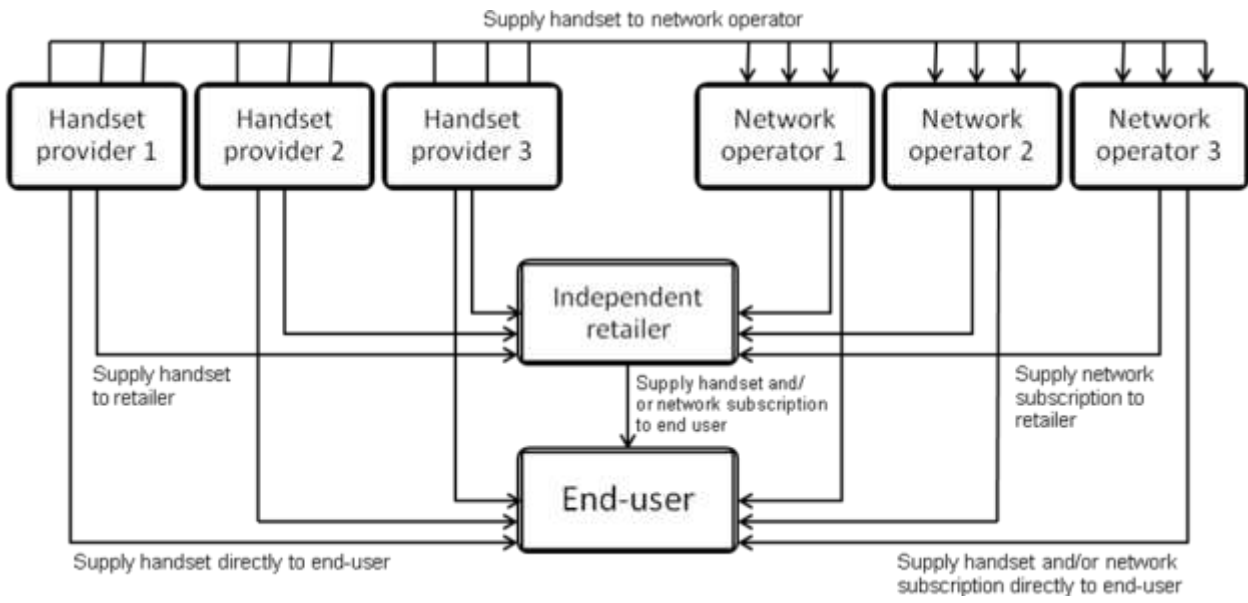 Supply handset to network operator
Handset
provider 1
Handset
provider 2
Handset
provider 3
Network
operator 1
Network
operator 2
Network
operator 3
Independent
retailer
Supply handset
to retailer
Supply handset and/
or network subscription
to end user
Supply network
subscription to
retailer
End-user
Supply handset directly to end-user
Supply handset and/or network
subscription directly to end-user